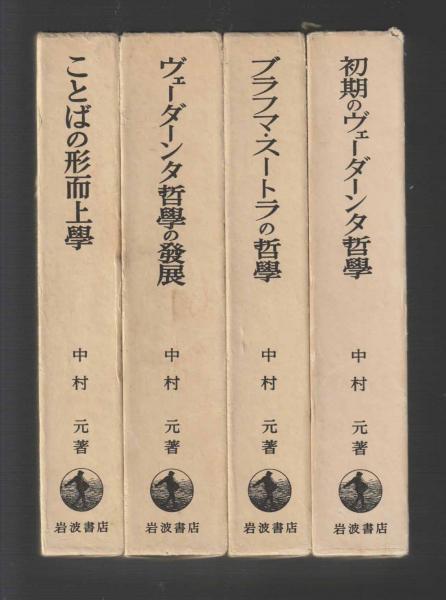 初期のヴェーダーンタ哲學
中村 元著
岩波書店
ブラフマ・スートラの哲學
中村 元著
岩波書店
ヴェーダーンタ哲學の發展
中村 元著
岩波書店
ことばの形而上學
中村 元著
岩波書店